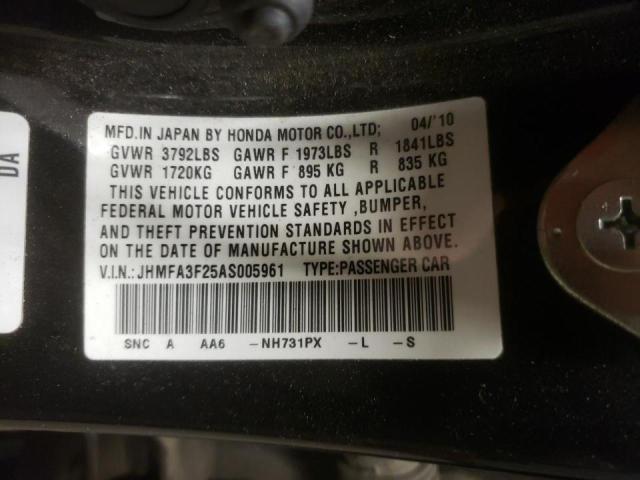 MFD.IN JAPAN BY HONDA MOTOR CO.,LTD; 04/'10
GVWR 3792LBS GAWR F 1973LBS R 1841LBS
GVWR 1720KG GAWR F 895 KG R 835 KG
THIS VEHICLE CONFORMS TO ALL APPLICABLE
FEDERAL MOTOR VEHICLE SAFETY ,BUMPER,
AND THEFT PREVENTION STANDARDS IN EFFECT
ON THE DATE OF MANUFACTURE SHOWN ABOVE.
V.I.N.: JHMFA3F25AS005961 TYPE:PASSENGER CAR
SNC A AA6 -NH731PX -L -S
DA